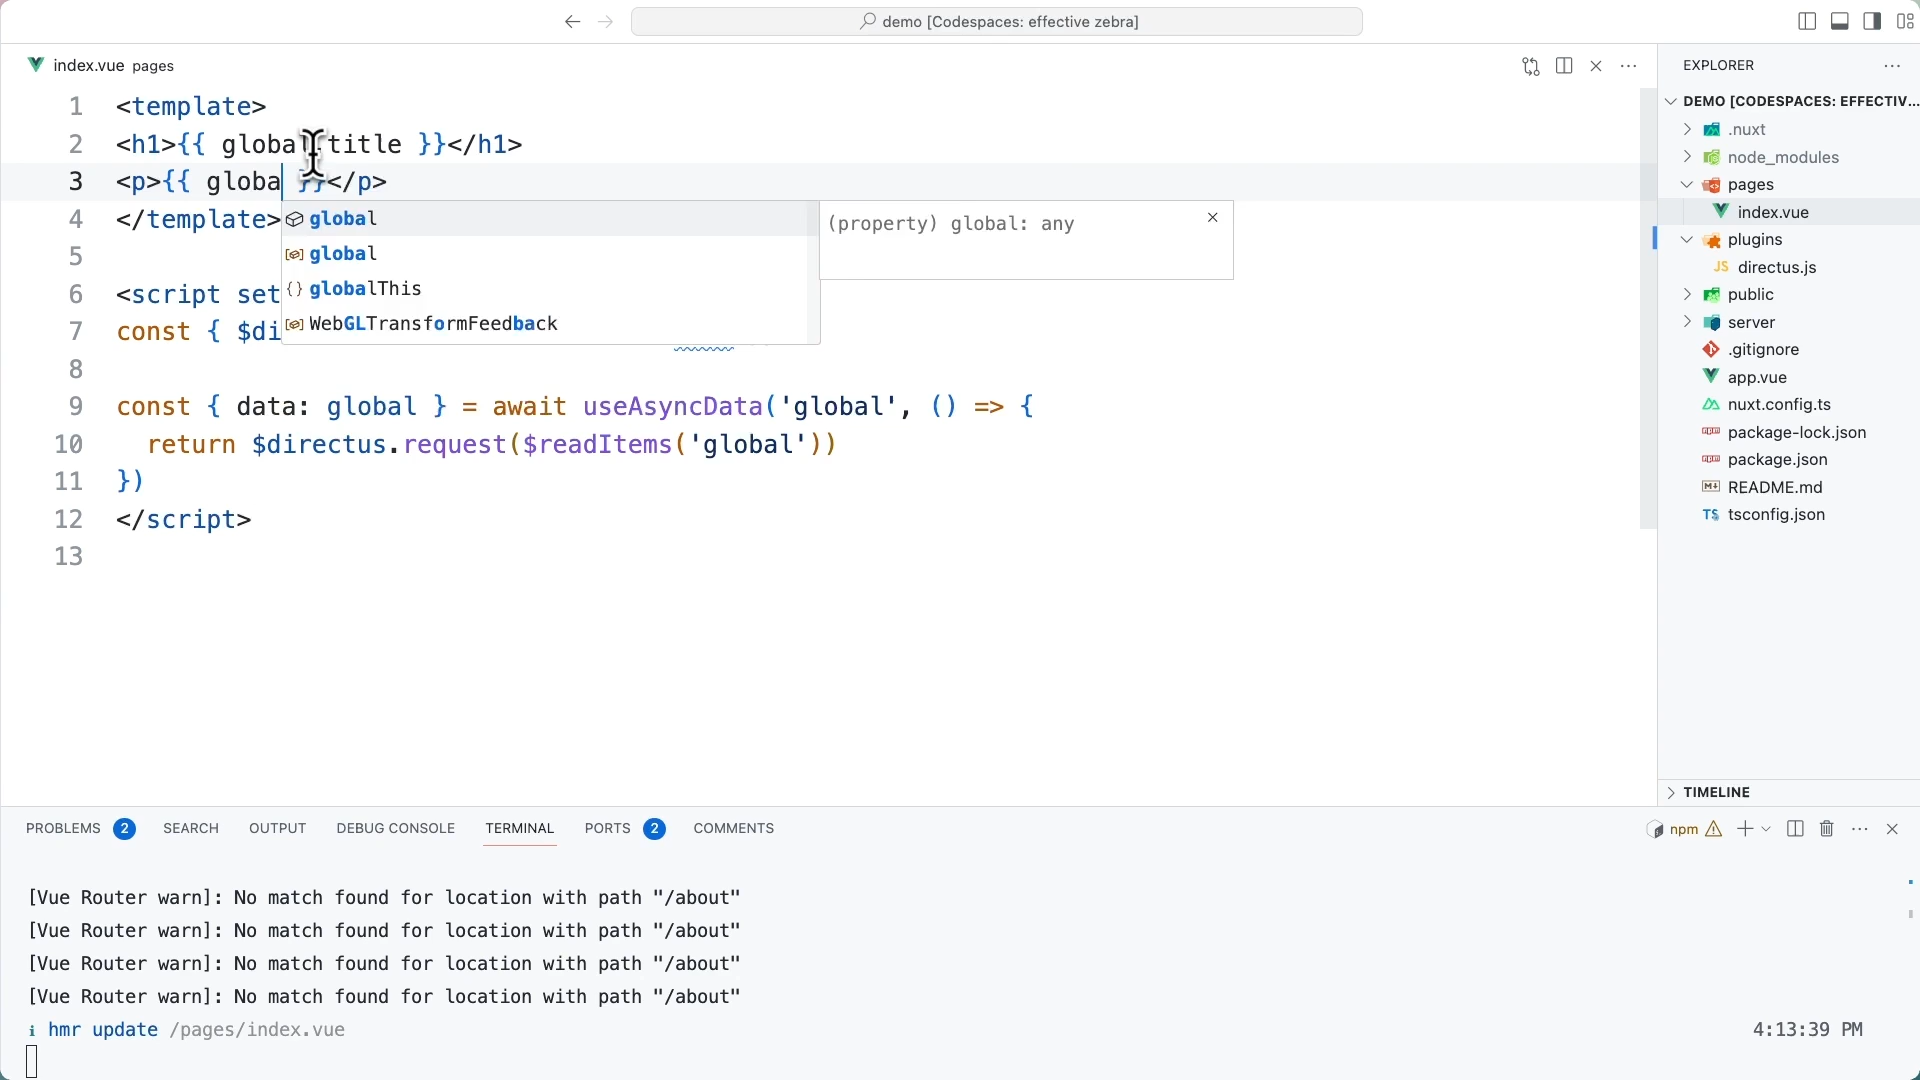 demo [Codespaces: effective zebra]
index.vue pages
1 <template>
2 <h1>{{ global.title }}</h1>
3 <p>{{ globa }}</p>
4 </template>
global
global
globalThis
WebGLTransformFeedback
(property) global: any
5
6 <script set
7 const { $di
8
9 const { data: global } = await useAsyncData('global', () => {
10 return $directus.request($readItems('global'))
11 })
12 </script>
13
EXPLORER
DEMO [CODESPACES: EFFECTIV...
.nuxt
node_modules
pages
index.vue
plugins
JS directus.js
public
server
.gitignore
app.vue
nuxt.config.ts
package-lock.json
package.json
README.md
TS tsconfig.json
TIMELINE
PROBLEMS 2 SEARCH OUTPUT DEBUG CONSOLE TERMINAL PORTS 2 COMMENTS
npm
[Vue Router warn]: No match found for location with path "/about"
[Vue Router warn]: No match found for location with path "/about"
[Vue Router warn]: No match found for location with path "/about"
[Vue Router warn]: No match found for location with path "/about"
i hmr update /pages/index.vue 4:13:39 PM